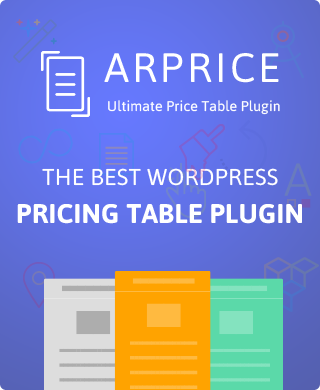 ARPRICE
Ultimate Price Table Plugin
THE BEST WORDPRESS
PRICING TABLE PLUGIN
A